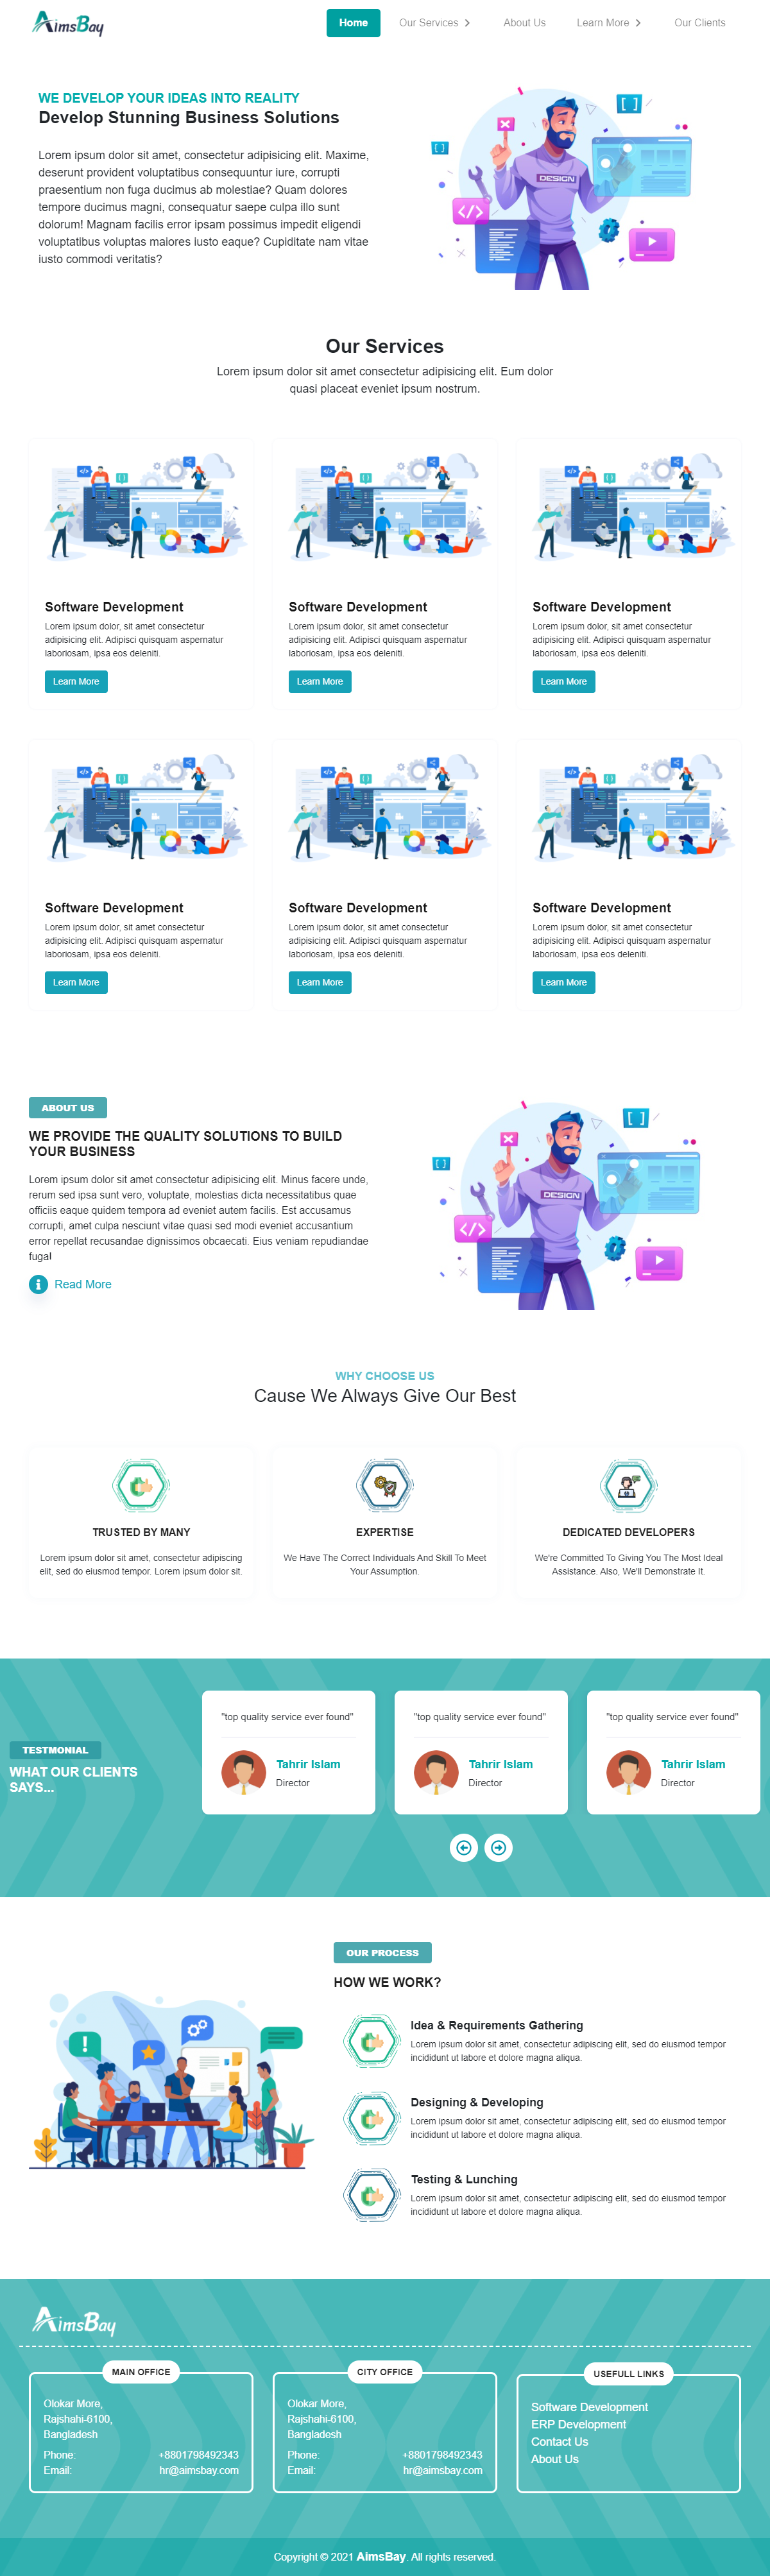 AimsBay
Home
Our Services
About Us
Learn More
Our Clients
WE DEVELOP YOUR IDEAS INTO REALITY
Develop Stunning Business Solutions
Lorem ipsum dolor sit amet, consectetur adipisicing elit. Maxime,
deserunt provident voluptatibus consequuntur iure, corrupti
praesentium non fuga ducimus ab molestiae? Quam dolores
tempore ducimus magni, consequatur saepe culpa illo sunt
dolorum! Magnam facilis error ipsam possimus impedit eligendi
voluptatibus voluptas maiores iusto eaque? Cupiditate nam vitae
iusto commodi veritatis?
[ ]
[ ]
DESIGN
</>
Our Services
Lorem ipsum dolor sit amet consectetur adipisicing elit. Eum dolor
quasi placeat eveniet ipsum nostrum.
Software Development
Lorem ipsum dolor, sit amet consectetur
adipisicing elit. Adipisci quisquam aspernatur
laboriosam, ipsa eos deleniti.
Learn More
Software Development
Lorem ipsum dolor, sit amet consectetur
adipisicing elit. Adipisci quisquam aspernatur
laboriosam, ipsa eos deleniti.
Learn More
Software Development
Lorem ipsum dolor, sit amet consectetur
adipisicing elit. Adipisci quisquam aspernatur
laboriosam, ipsa eos deleniti.
Learn More
Software Development
Lorem ipsum dolor, sit amet consectetur
adipisicing elit. Adipisci quisquam aspernatur
laboriosam, ipsa eos deleniti.
Learn More
Software Development
Lorem ipsum dolor, sit amet consectetur
adipisicing elit. Adipisci quisquam aspernatur
laboriosam, ipsa eos deleniti.
Learn More
Software Development
Lorem ipsum dolor, sit amet consectetur
adipisicing elit. Adipisci quisquam aspernatur
laboriosam, ipsa eos deleniti.
Learn More
ABOUT US
WE PROVIDE THE QUALITY SOLUTIONS TO BUILD
YOUR BUSINESS
Lorem ipsum dolor sit amet consectetur adipisicing elit. Minus facere unde,
rerum sed ipsa sunt vero, voluptate, molestias dicta necessitatibus quae
officiis eaque quidem tempora ad eveniet autem facilis. Est accusamus
corrupti, amet culpa nesciunt vitae quasi sed modi eveniet accusantium
error repellat recusandae dignissimos obcaecati. Eius veniam repudiandae
fuga!
Read More
[ ]
[ ]
DESIGN
</>
WHY CHOOSE US
Cause We Always Give Our Best
TRUSTED BY MANY
Lorem ipsum dolor sit amet, consectetur adipiscing
elit, sed do eiusmod tempor. Lorem ipsum dolor sit.
EXPERTISE
We Have The Correct Individuals And Skill To Meet
Your Assumption.
DEDICATED DEVELOPERS
We're Committed To Giving You The Most Ideal
Assistance. Also, We'll Demonstrate It.
TESTMONIAL
WHAT OUR CLIENTS
SAYS...
"top quality service ever found"
Tahrir Islam
Director
"top quality service ever found"
Tahrir Islam
Director
"top quality service ever found"
Tahrir Islam
Director
OUR PROCESS
HOW WE WORK?
Idea & Requirements Gathering
Lorem ipsum dolor sit amet, consectetur adipiscing elit, sed do eiusmod tempor
incididunt ut labore et dolore magna aliqua.
Designing & Developing
Lorem ipsum dolor sit amet, consectetur adipiscing elit, sed do eiusmod tempor
incididunt ut labore et dolore magna aliqua.
Testing & Lunching
Lorem ipsum dolor sit amet, consectetur adipiscing elit, sed do eiusmod tempor
incididunt ut labore et dolore magna aliqua.
AimsBay
MAIN OFFICE
Olokar More,
Rajshahi-6100,
Bangladesh
Phone: +8801798492343
Email: hr@aimsbay.com
CITY OFFICE
Olokar More,
Rajshahi-6100,
Bangladesh
Phone: +8801798492343
Email: hr@aimsbay.com
USEFULL LINKS
Software Development
ERP Development
Contact Us
About Us
Copyright © 2021 AimsBay. All rights reserved.